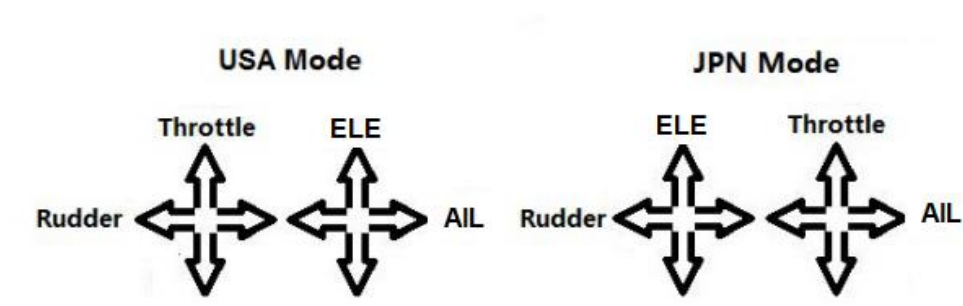 USA Mode
JPN Mode
Throttle ELE
ELE Throttle
Rudder AIL
Rudder AIL